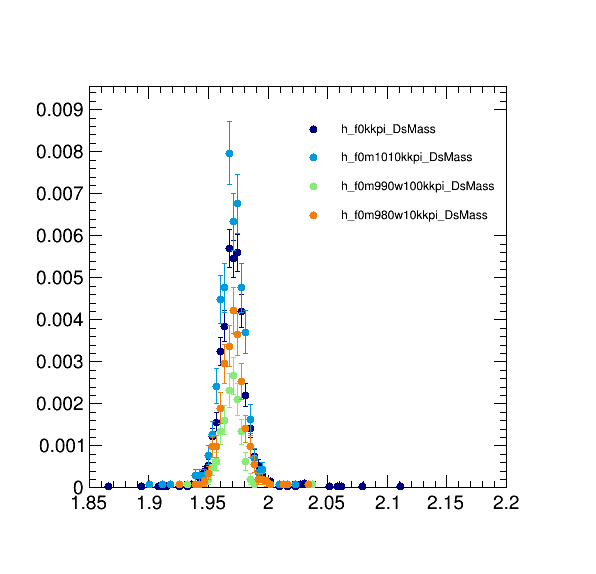 0.009
0.008
0.007
0.006
0.005
0.004
0.003
0.002
0.001
0
h_f0kkpi_DsMass
h_f0m1010kkpi_DsMass
h_f0m990w100kkpi_DsMass
h_f0m980w10kkpi_DsMass
1.85 1.9 1.95 2 2.05 2.1 2.15 2.2